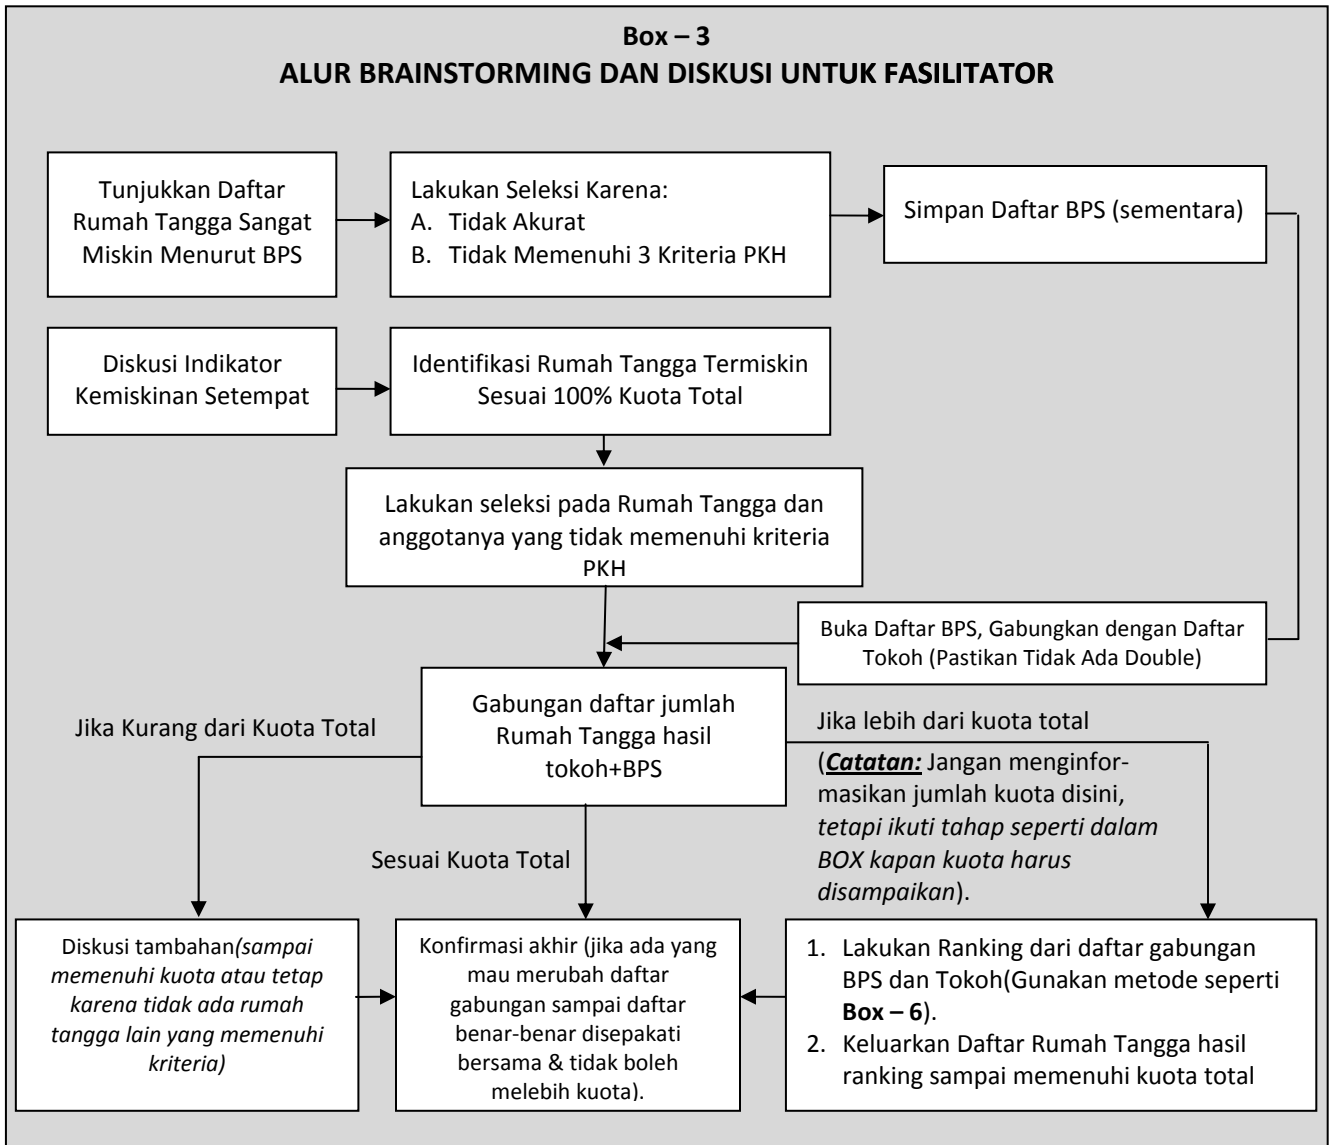 Box – 3
ALUR BRAINSTORMING DAN DISKUSI UNTUK FASILITATOR
Tunjukkan Daftar
Rumah Tangga Sangat
Miskin Menurut BPS
Lakukan Seleksi Karena:
A. Tidak Akurat
B. Tidak Memenuhi 3 Kriteria PKH
Simpan Daftar BPS (sementara)
Diskusi Indikator
Kemiskinan Setempat
Identifikasi Rumah Tangga Termiskin
Sesuai 100% Kuota Total
Lakukan seleksi pada Rumah Tangga dan
anggotanya yang tidak memenuhi kriteria
PKH
Buka Daftar BPS, Gabungkan dengan Daftar
Tokoh (Pastikan Tidak Ada Double)
Gabungan daftar jumlah
Rumah Tangga hasil
tokoh+BPS
Jika Kurang dari Kuota Total
Jika lebih dari kuota total
(Catatan: Jangan menginfor-
masikan jumlah kuota disini,
tetapi ikuti tahap seperti dalam
BOX kapan kuota harus
disampaikan).
Sesuai Kuota Total
Diskusi tambahan(sampai
memenuhi kuota atau tetap
karena tidak ada rumah
tangga lain yang memenuhi
kriteria)
Konfirmasi akhir (jika ada yang
mau merubah daftar
gabungan sampai daftar
benar-benar disepakati
bersama & tidak boleh
melebih kuota).
1. Lakukan Ranking dari daftar gabungan
BPS dan Tokoh(Gunakan metode seperti
Box – 6).
2. Keluarkan Daftar Rumah Tangga hasil
ranking sampai memenuhi kuota total